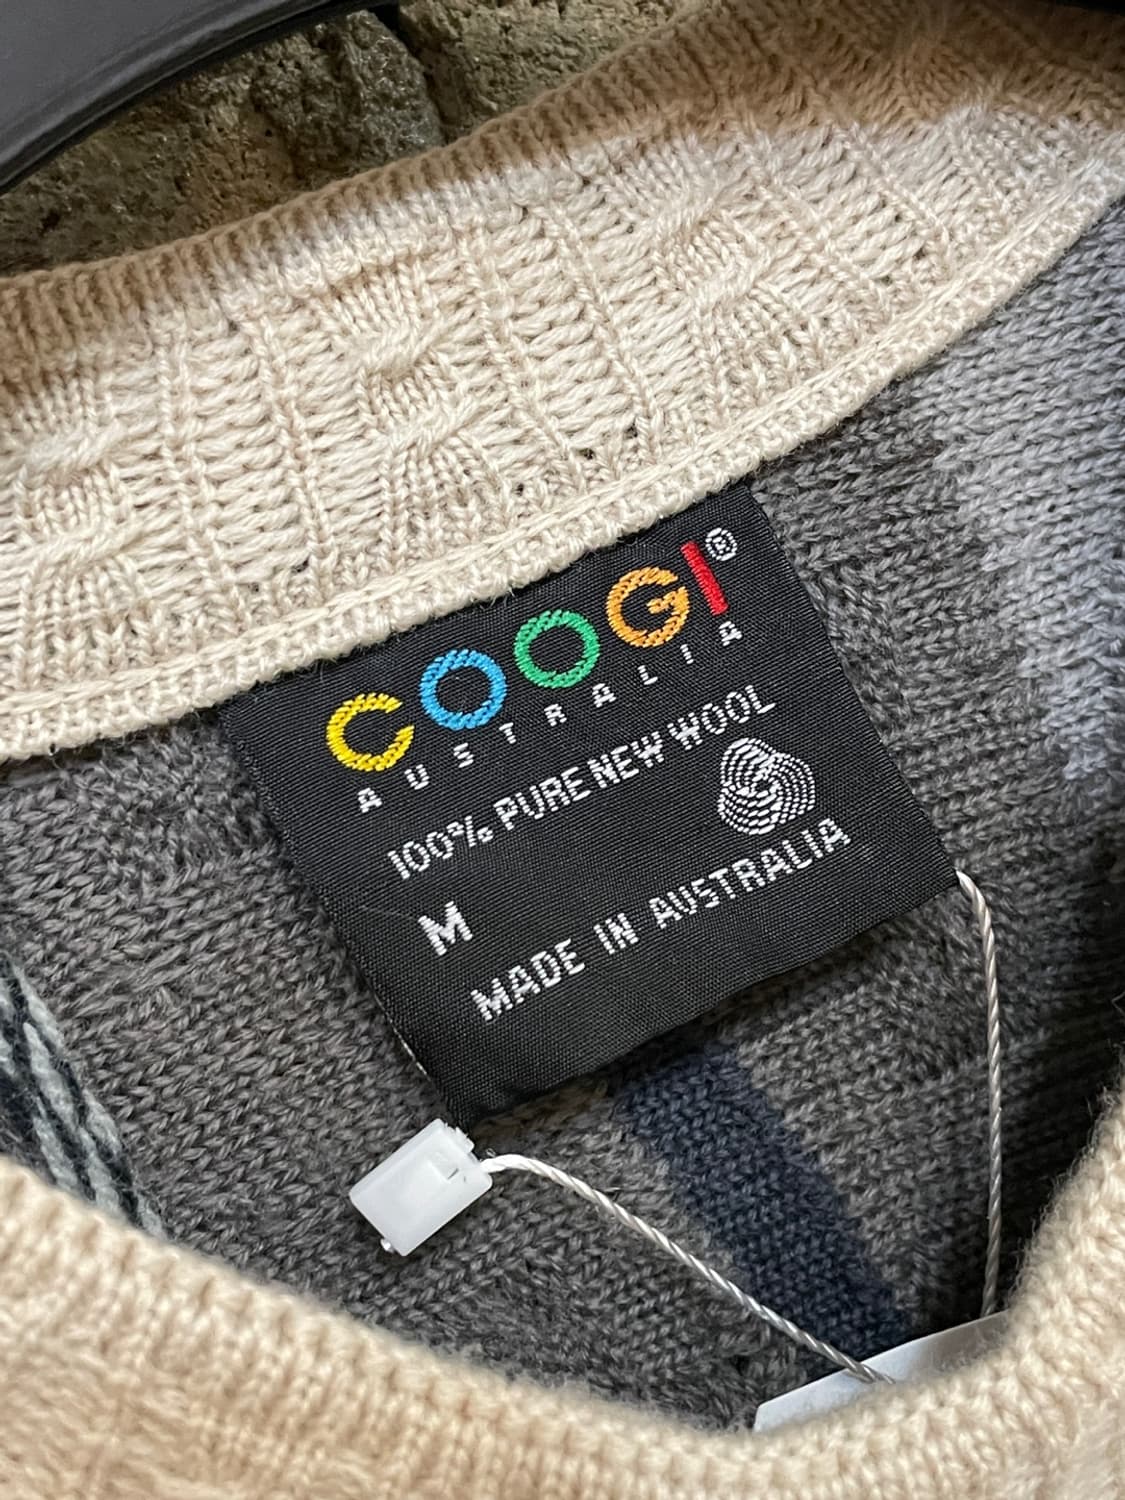 COOGI®
AUSTRALIA
100% PURE NEW WOOL
M
MADE IN AUSTRALIA